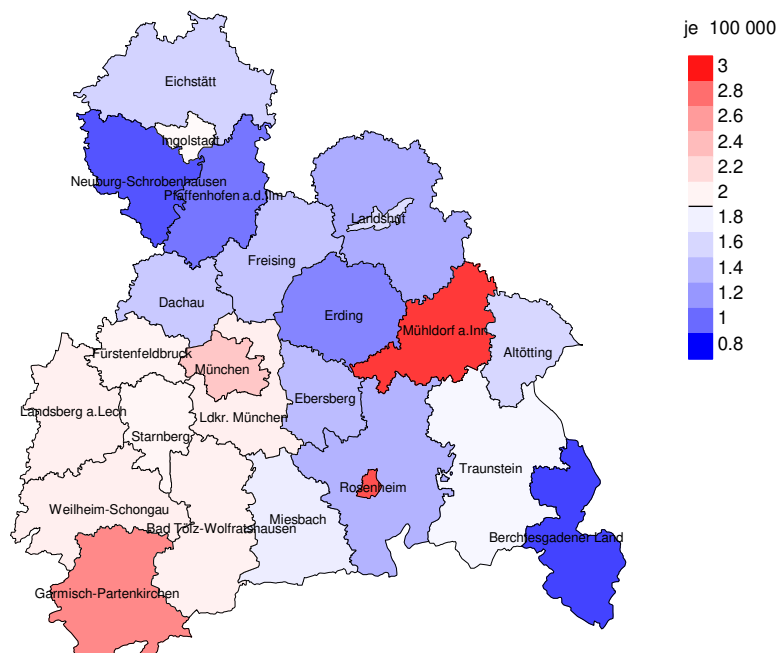 je 100 000
3
2.8
2.6
2.4
2.2
2
1.8
1.6
1.4
1.2
1
0.8
Eichstätt
Ingolstadt
Neuburg-Schrobenhausen
Pfaffenhofen a.d.Ilm
Landshut
Freising
Dachau
Erding
Mühldorf a.Inn
Fürstenfeldbruck
Altötting
München
Ebersberg
Landsberg a.Lech
Ldkr. München
Starnberg
Traunstein
Rosenheim
Weilheim-Schongau
Miesbach
Bad Tölz-Wolfratshausen
Berchtesgadener Land
Garmisch-Partenkirchen